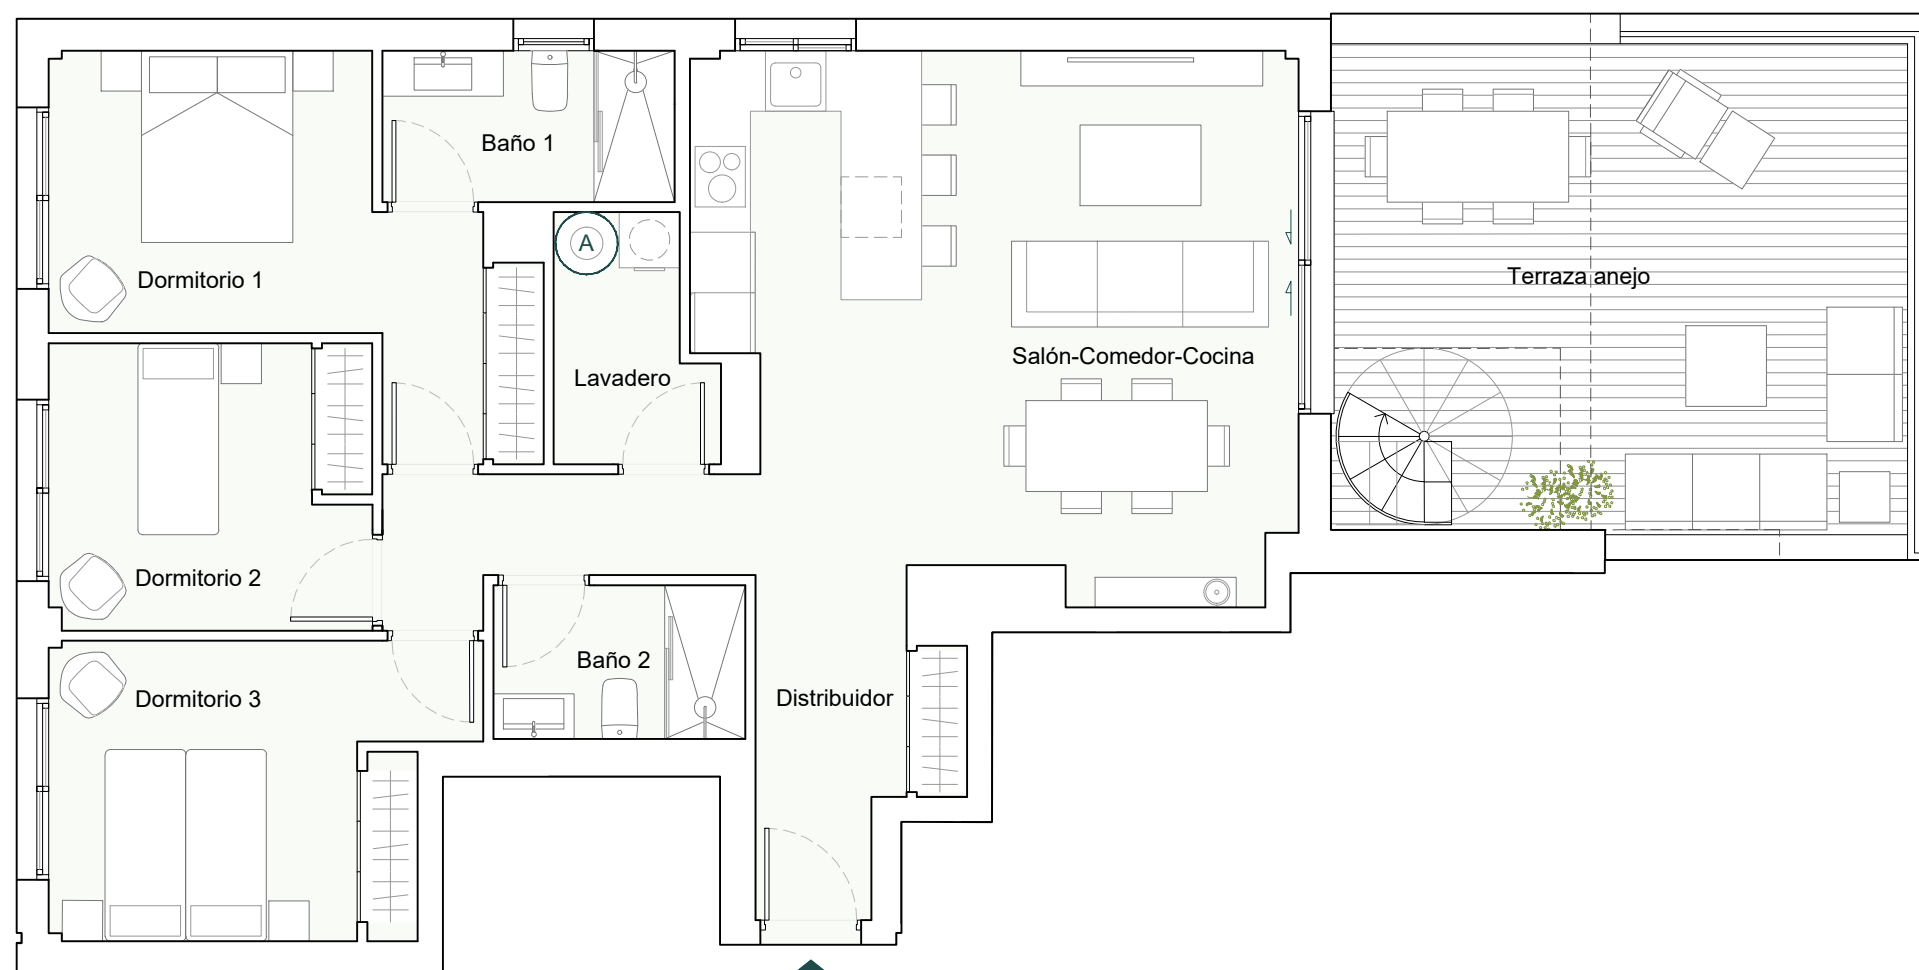 Baño 1
A
Dormitorio 1
Terraza anejo
Salón-Comedor-Cocina
Lavadero
Dormitorio 2
Baño 2
Dormitorio 3
Distribuidor